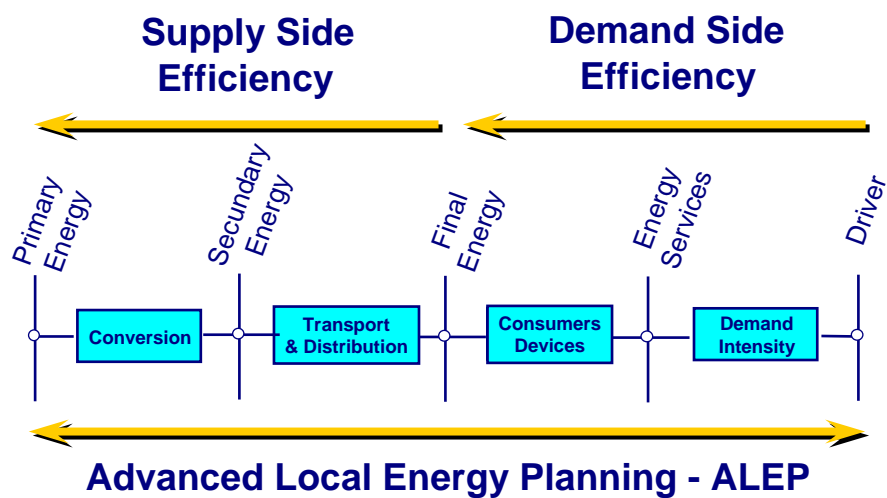 Supply Side
Efficiency
Demand Side
Efficiency
Primary
Energy
Secundary
Energy
Final
Energy
Energy
Services
Driver
Conversion
Transport
& Distribution
Consumers
Devices
Demand
Intensity
Advanced Local Energy Planning - ALEP